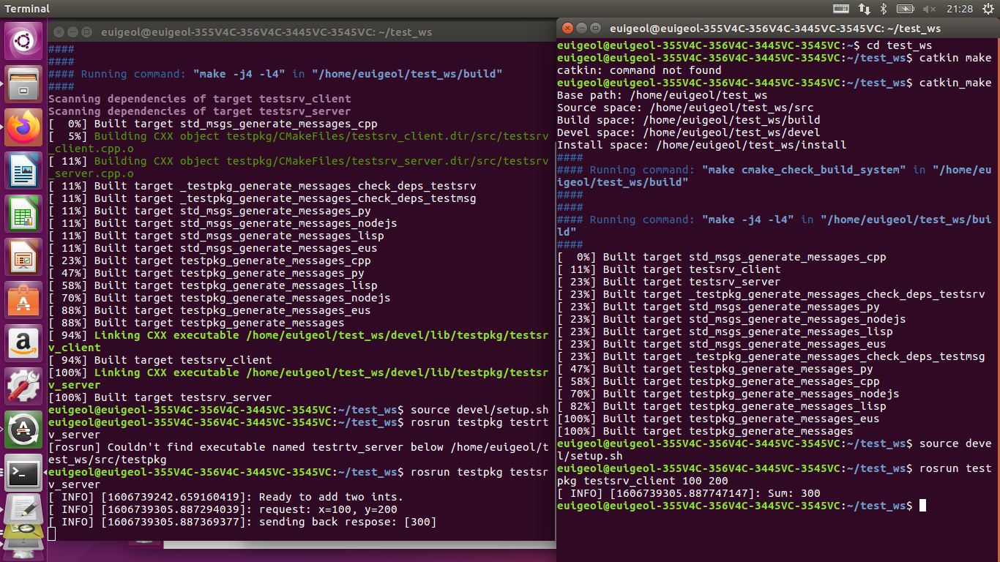 Terminal
21:28
euigeol@euigeol-355V4C-356V4C-3445VC-3545VC: ~/test_ws
####
####
#### Running command: "make -j4 -l4" in "/home/euigeol/test_ws/build"
####
Scanning dependencies of target testsrv_client
Scanning dependencies of target testsrv_server
[  0%] Built target std_msgs_generate_messages_cpp
[  5%] Building CXX object testpkg/CMakeFiles/testsrv_client.dir/src/testsrv
_client.cpp.o
[ 11%] Building CXX object testpkg/CMakeFiles/testsrv_server.dir/src/testsrv
_server.cpp.o
[ 11%] Built target _testpkg_generate_messages_check_deps_testsrv
[ 11%] Built target _testpkg_generate_messages_check_deps_testmsg
[ 11%] Built target std_msgs_generate_messages_py
[ 11%] Built target std_msgs_generate_messages_nodejs
[ 11%] Built target std_msgs_generate_messages_lisp
[ 11%] Built target std_msgs_generate_messages_eus
[ 23%] Built target testpkg_generate_messages_cpp
[ 47%] Built target testpkg_generate_messages_py
[ 58%] Built target testpkg_generate_messages_lisp
[ 70%] Built target testpkg_generate_messages_nodejs
[ 88%] Built target testpkg_generate_messages_eus
[ 88%] Built target testpkg_generate_messages
[ 94%] Linking CXX executable /home/euigeol/test_ws/devel/lib/testpkg/testsr
v_client
[ 94%] Built target testsrv_client
[100%] Linking CXX executable /home/euigeol/test_ws/devel/lib/testpkg/testsr
v_server
[100%] Built target testsrv_server
euigeol@euigeol-355V4C-356V4C-3445VC-3545VC:~/test_ws$ source devel/setup.sh
euigeol@euigeol-355V4C-356V4C-3445VC-3545VC:~/test_ws$ rosrun testpkg testrt
v_server
[rosrun] Couldn't find executable named testrtv_server below /home/euigeol/t
est_ws/src/testpkg
euigeol@euigeol-355V4C-356V4C-3445VC-3545VC:~/test_ws$ rosrun testpkg testsr
v_server
[ INFO] [1606739242.659160419]: Ready to add two ints.
[ INFO] [1606739305.887294039]: request: x=100, y=200
[ INFO] [1606739305.887369377]: sending back respose: [300]
euigeol@euigeol-355V4C-356V4C-3445VC-3545VC: ~/test_ws
euigeol@euigeol-355V4C-356V4C-3445VC-3545VC:~$ cd test_ws
euigeol@euigeol-355V4C-356V4C-3445VC-3545VC:~/test_ws$ catkin make
catkin: command not found
euigeol@euigeol-355V4C-356V4C-3445VC-3545VC:~/test_ws$ catkin_make
Base path: /home/euigeol/test_ws
Source space: /home/euigeol/test_ws/src
Build space: /home/euigeol/test_ws/build
Devel space: /home/euigeol/test_ws/devel
Install space: /home/euigeol/test_ws/install
####
#### Running command: "make cmake_check_build_system" in "/home/eu
igeol/test_ws/build"
####
####
#### Running command: "make -j4 -l4" in "/home/euigeol/test_ws/bui
ld"
####
[  0%] Built target std_msgs_generate_messages_cpp
[ 11%] Built target testsrv_client
[ 23%] Built target testsrv_server
[ 23%] Built target _testpkg_generate_messages_check_deps_testsrv
[ 23%] Built target std_msgs_generate_messages_py
[ 23%] Built target std_msgs_generate_messages_nodejs
[ 23%] Built target std_msgs_generate_messages_lisp
[ 23%] Built target std_msgs_generate_messages_eus
[ 23%] Built target _testpkg_generate_messages_check_deps_testmsg
[ 47%] Built target testpkg_generate_messages_py
[ 58%] Built target testpkg_generate_messages_cpp
[ 70%] Built target testpkg_generate_messages_nodejs
[ 82%] Built target testpkg_generate_messages_lisp
[100%] Built target testpkg_generate_messages_eus
[100%] Built target testpkg_generate_messages
euigeol@euigeol-355V4C-356V4C-3445VC-3545VC:~/test_ws$ source deve
l/setup.sh
euigeol@euigeol-355V4C-356V4C-3445VC-3545VC:~/test_ws$ rosrun test
pkg testsrv_client 100 200
[ INFO] [1606739305.887747147]: Sum: 300
euigeol@euigeol-355V4C-356V4C-3445VC-3545VC:~/test_ws$